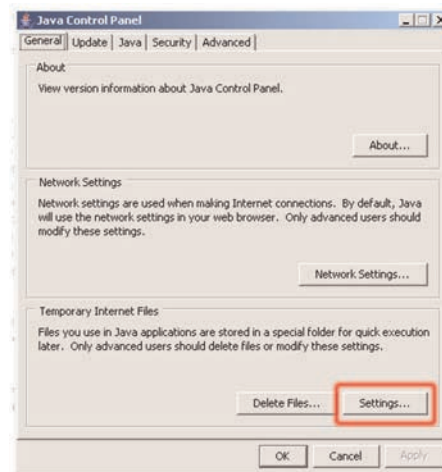 Java Control Panel
General Update Java Security Advanced
About
View version information about Java Control Panel.
About...
Network Settings
Network settings are used when making Internet connections. By default, Java
will use the network settings in your web browser. Only advanced users should
modify these settings.
Network Settings...
Temporary Internet Files
Files you use in Java applications are stored in a special folder for quick execution
later. Only advanced users should delete files or modify these settings.
Delete Files... Settings...
OK Cancel Apply